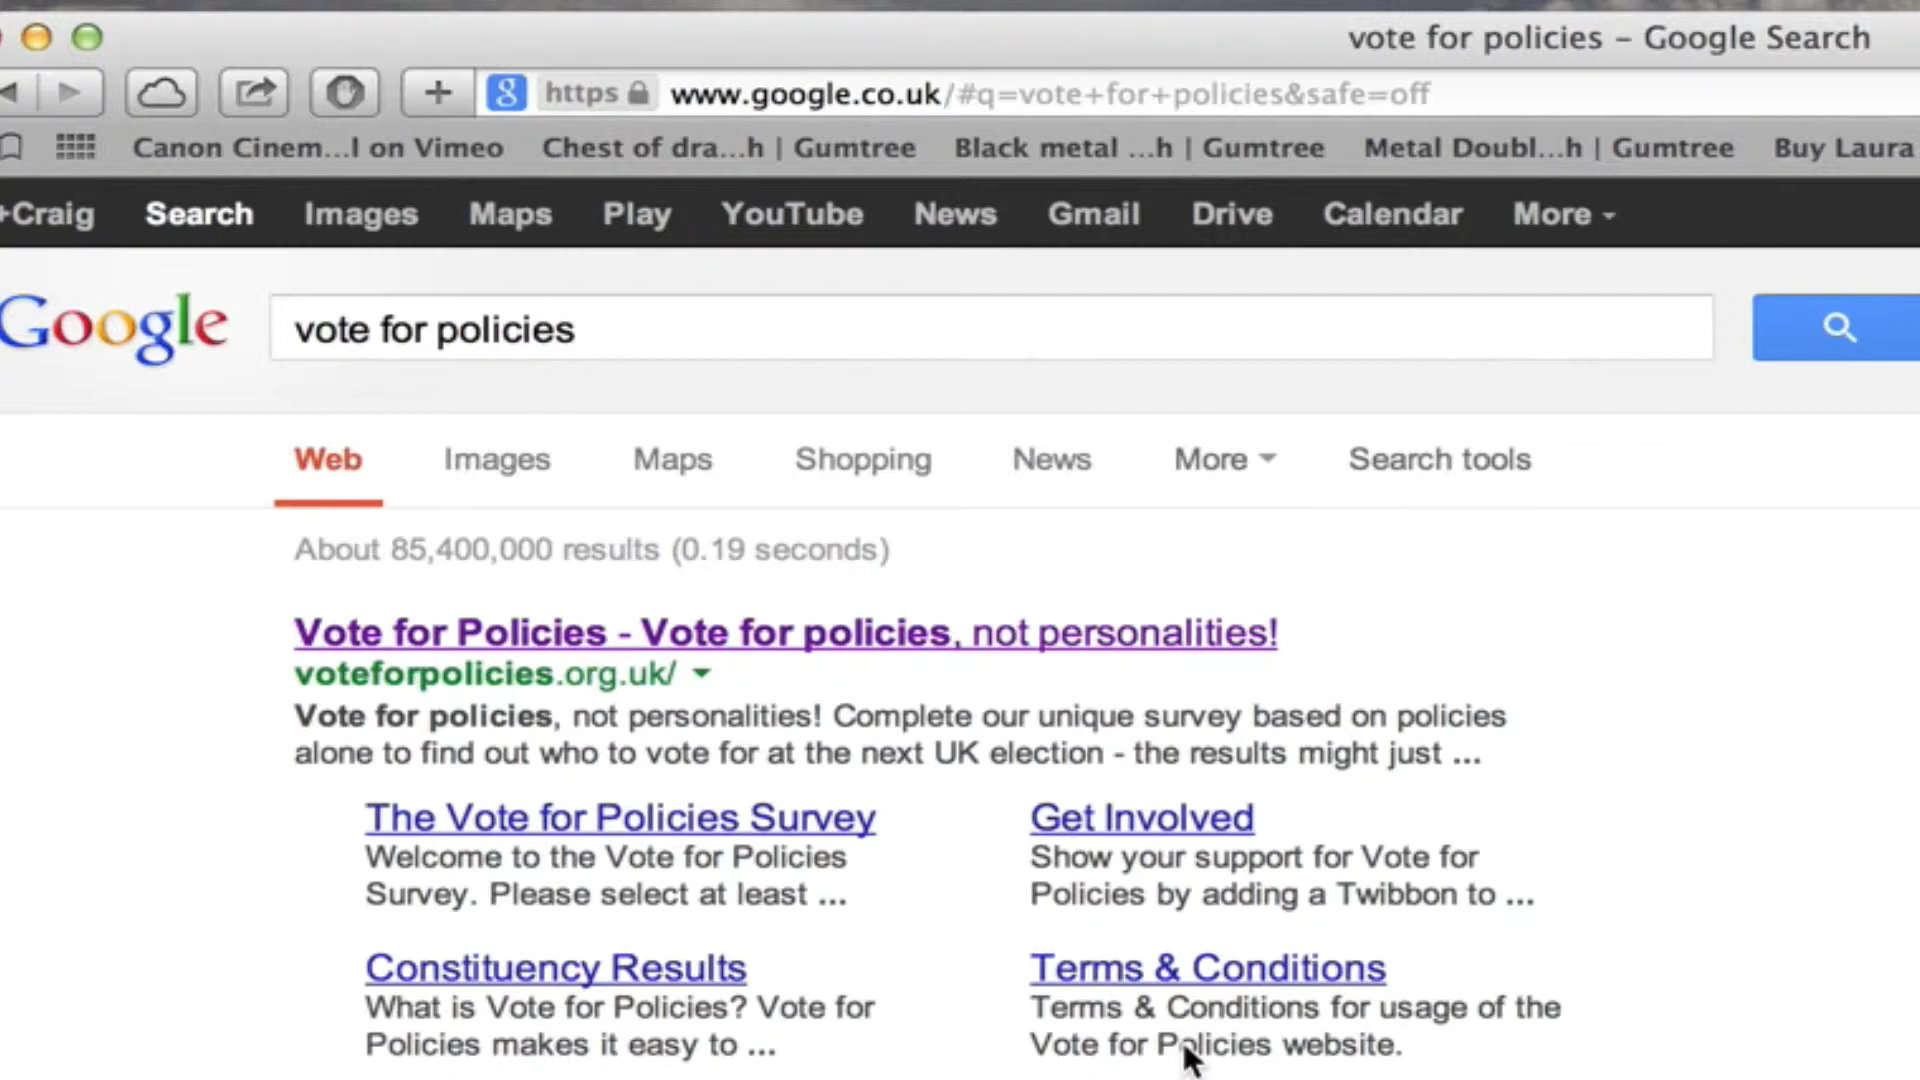 vote for policies – Google Search
https www.google.co.uk/#q=vote+for+policies&safe=off
Canon Cinem...l on Vimeo Chest of dra...h | Gumtree Black metal ...h | Gumtree Metal Doubl...h | Gumtree Buy Laura
+Craig Search Images Maps Play YouTube News Gmail Drive Calendar More
Google vote for policies
Web Images Maps Shopping News More Search tools
About 85,400,000 results (0.19 seconds)
Vote for Policies - Vote for policies, not personalities!
voteforpolicies.org.uk/
Vote for policies, not personalities! Complete our unique survey based on policies
alone to find out who to vote for at the next UK election - the results might just ...
The Vote for Policies Survey
Welcome to the Vote for Policies
Survey. Please select at least ...
Get Involved
Show your support for Vote for
Policies by adding a Twibbon to ...
Constituency Results
What is Vote for Policies? Vote for
Policies makes it easy to ...
Terms & Conditions
Terms & Conditions for usage of the
Vote for Policies website.